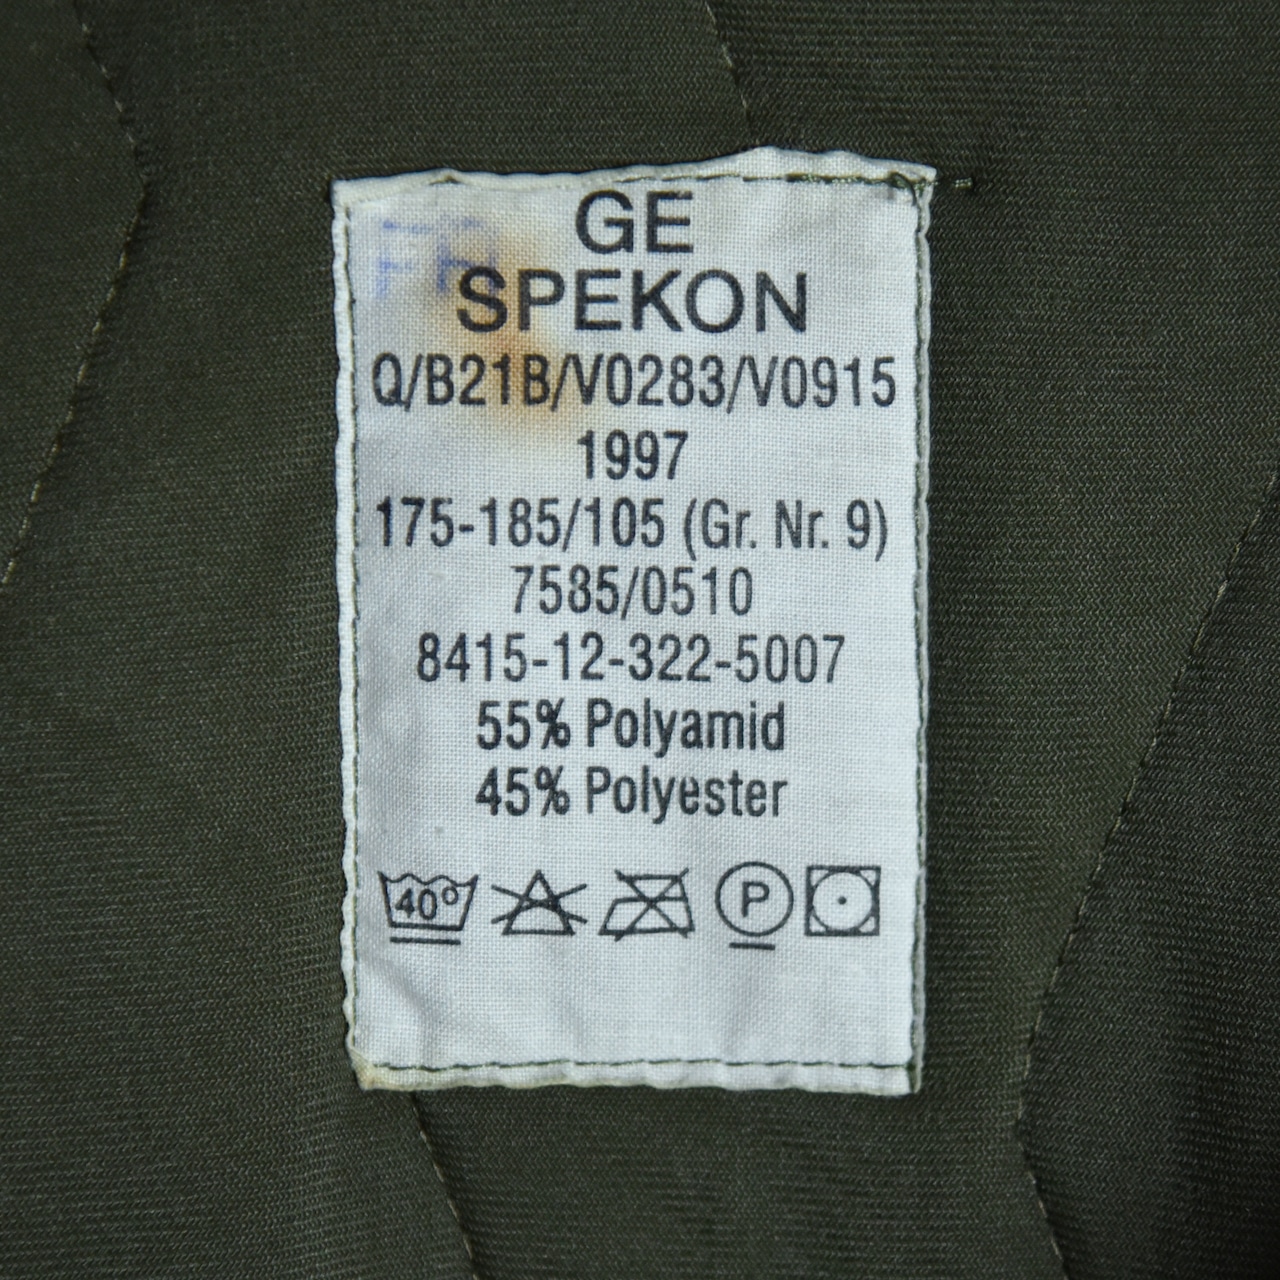 GE
SPEKON
Q/B21B/V0283/V0915
1997
175-185/105 (Gr. Nr. 9)
7585/0510
8415-12-322-5007
55% Polyamid
45% Polyester
40° P